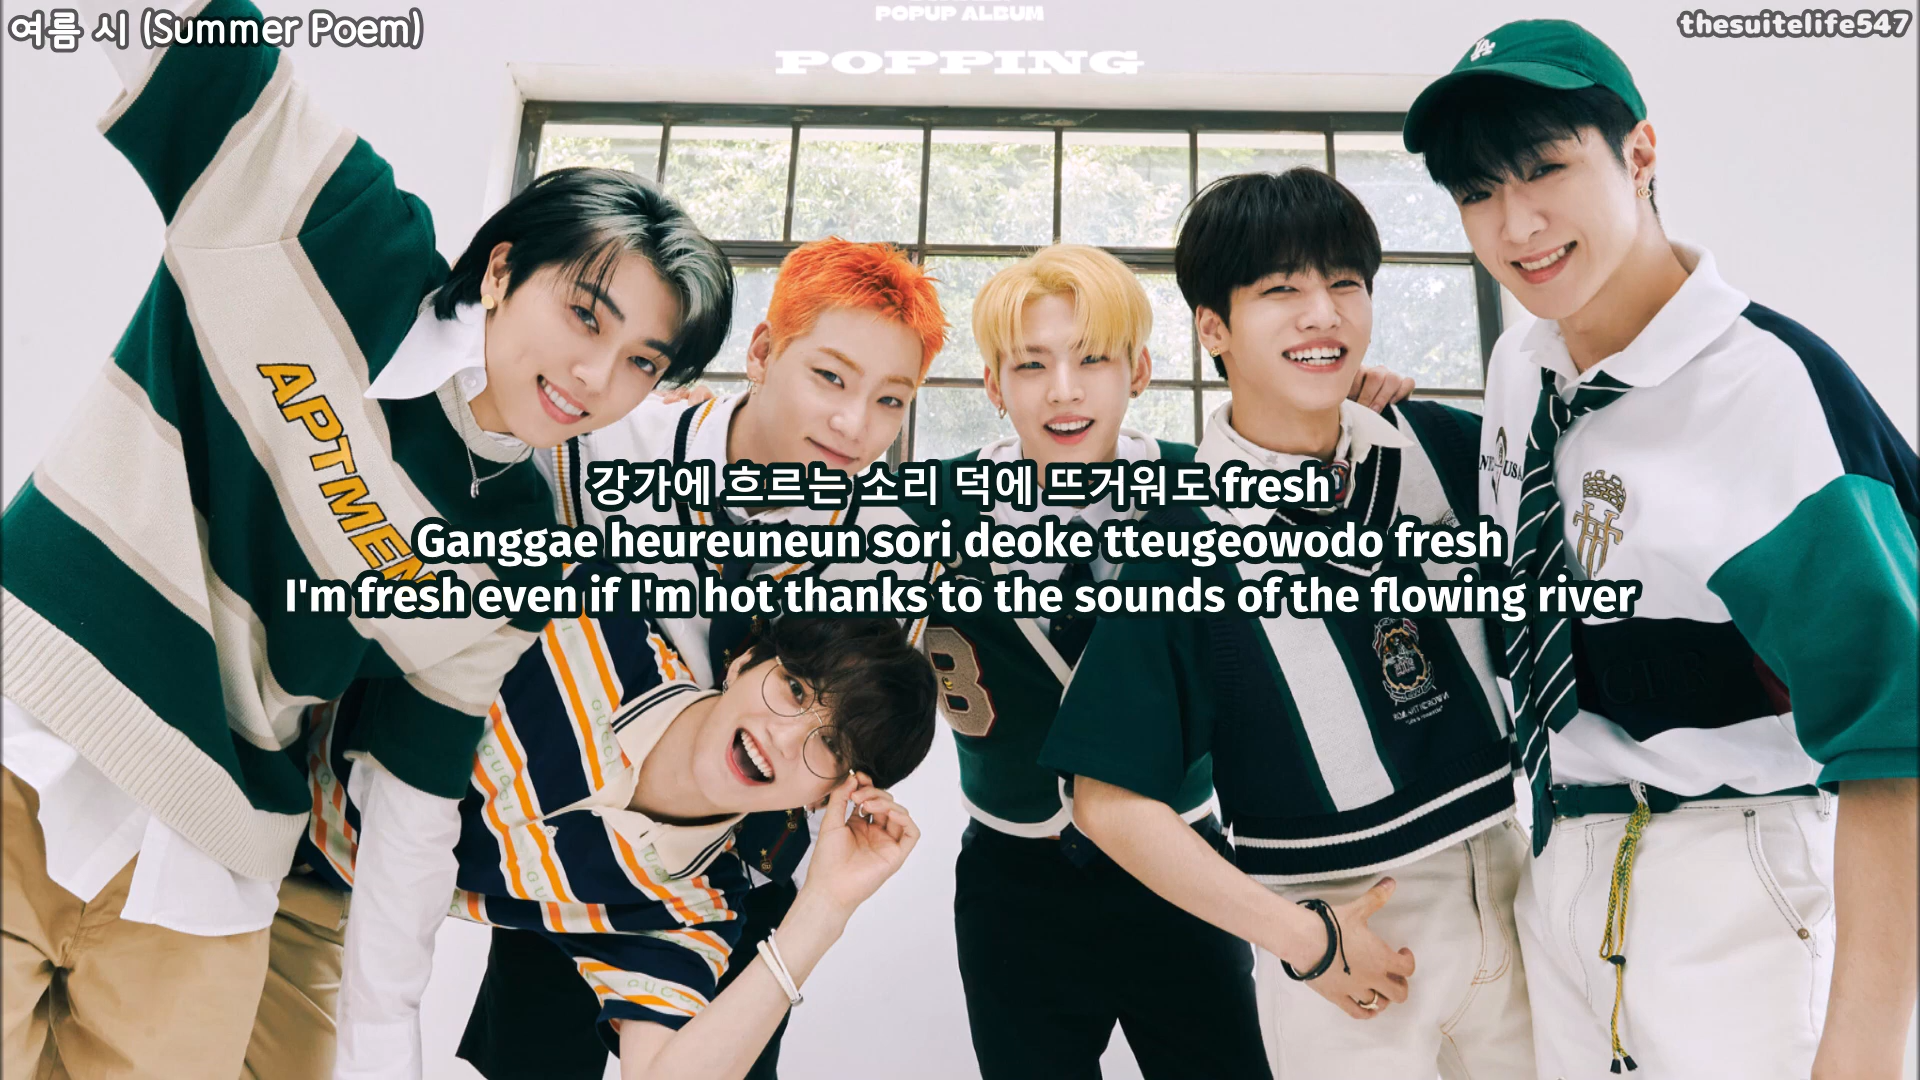 여름 시 (Summer Poem)
POPUP ALBUM
thesuitelife547
POPPING
APTMEN
강가에 흐르는 소리 덕에 뜨거워도 fresh
Ganggae heureuneun sori deoke tteugeowodo fresh
I'm fresh even if I'm hot thanks to the sounds of the flowing river
B
GUCCI